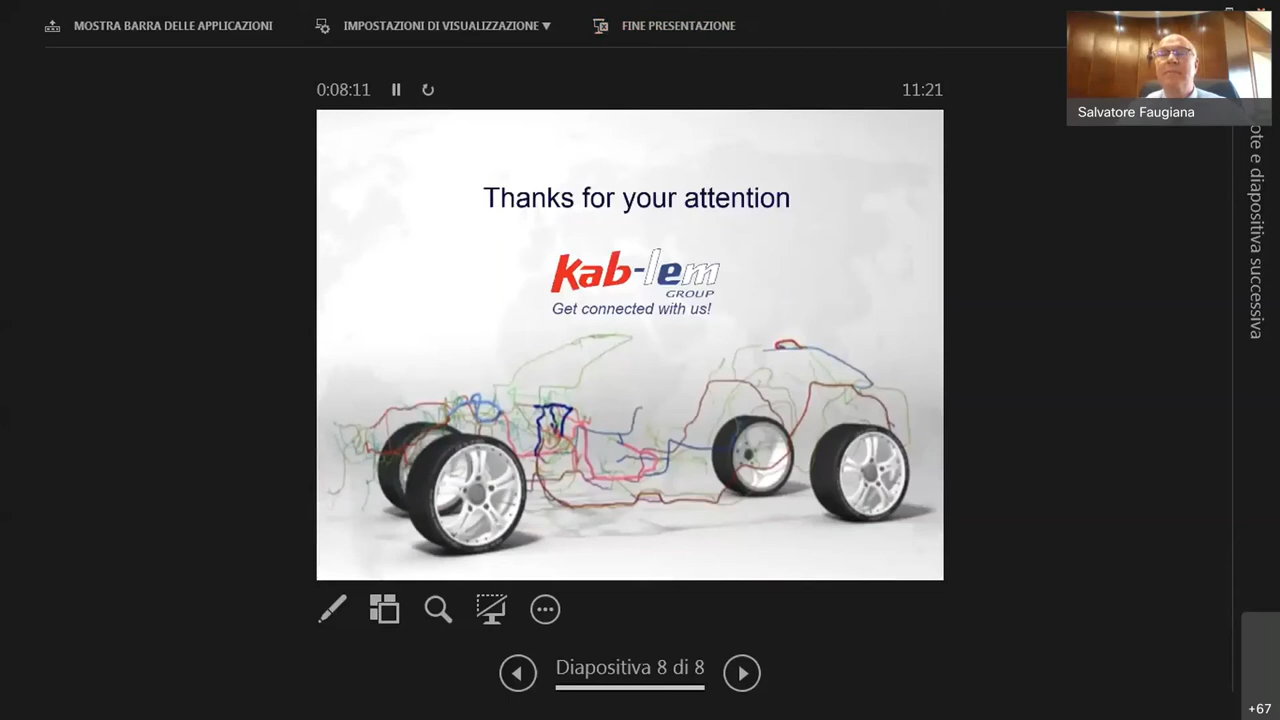 MOSTRA BARRA DELLE APPLICAZIONI
IMPOSTAZIONI DI VISUALIZZAZIONE ▼
FINE PRESENTAZIONE
0:08:11
11:21
Salvatore Faugiana
Thanks for your attention
Kab-lem
GROUP
Get connected with us!
e diapositiva successiva
Diapositiva 8 di 8
+67